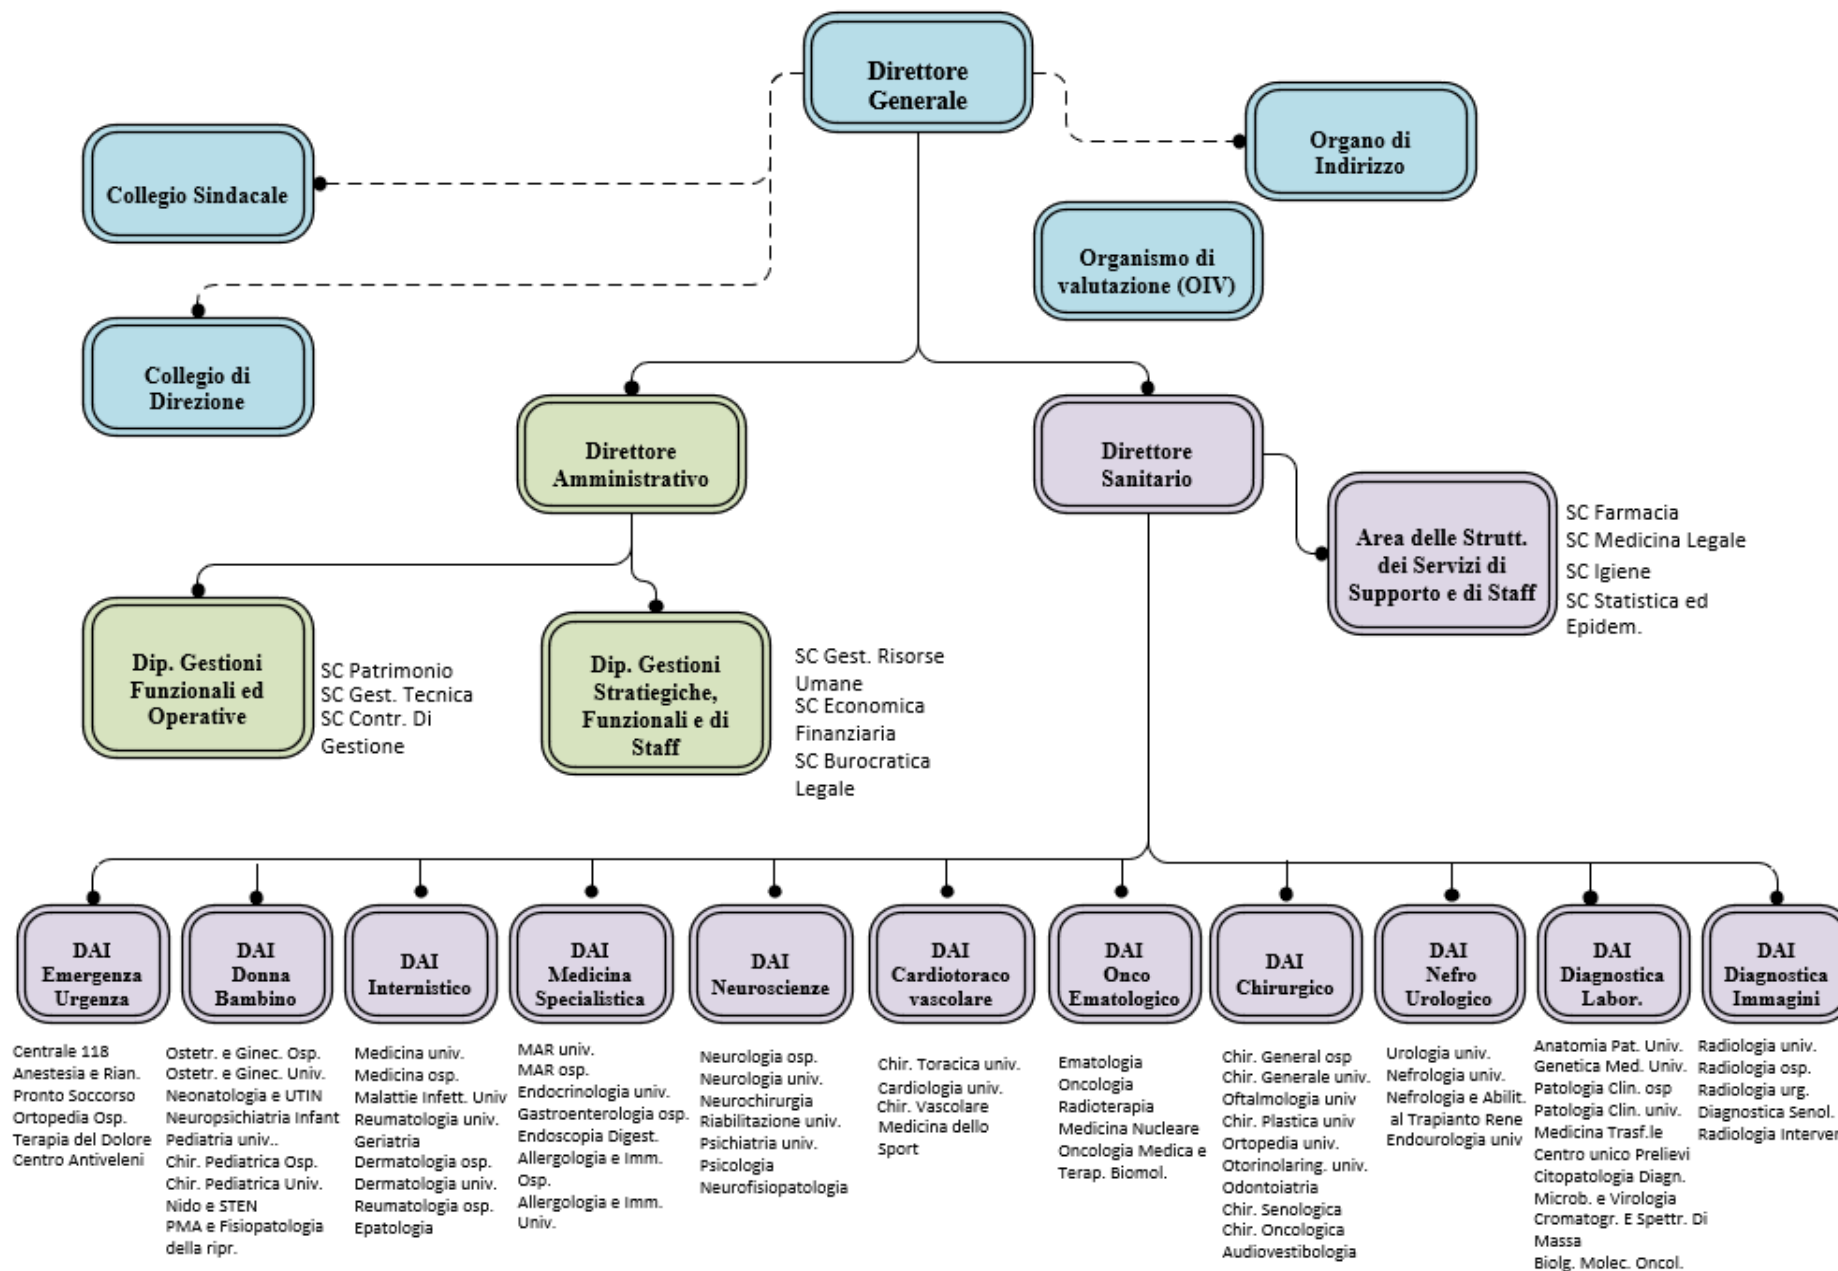 Direttore
Generale
Organo di
Indirizzo
Collegio Sindacale
Organismo di
valutazione (OIV)
Collegio di
Direzione
Direttore
Amministrativo
Direttore
Sanitario
Area delle Strutt.
dei Servizi di
Supporto e di Staff
SC Farmacia
SC Medicina Legale
SC Igiene
SC Statistica ed
Epidem.
Dip. Gestioni
Funzionali ed
Operative
SC Patrimonio
SC Gest. Tecnica
SC Contr. Di
Gestione
Dip. Gestioni
Stratiegiche,
Funzionali e di
Staff
SC Gest. Risorse
Umane
SC Economica
Finanziaria
SC Burocratica
Legale
DAI
Emergenza
Urgenza
Centrale 118
Anestesia e Rian.
Pronto Soccorso
Ortopedia Osp.
Terapia del Dolore
Centro Antiveleni
DAI
Donna
Bambino
Ostetr. e Ginec. Osp.
Ostetr. e Ginec. Univ.
Neonatologia e UTIN
Neuropsichiatria Infant
Pediatria univ..
Chir. Pediatrica Osp.
Chir. Pediatrica Univ.
Nido e STEN
PMA e Fisiopatologia
della ripr.
DAI
Internistico
Medicina univ.
Medicina osp.
Malattie Infett. Univ
Reumatologia univ.
Geriatria
Dermatologia osp.
Dermatologia univ.
Reumatologia osp.
Epatologia
DAI
Medicina
Specialistica
MAR univ.
MAR osp.
Endocrinologia univ.
Gastroenterologia osp.
Endoscopia Digest.
Allergologia e Imm.
Osp.
Allergologia e Imm.
Univ.
DAI
Neuroscienze
Neurologia osp.
Neurologia univ.
Neurochirurgia
Riabilitazione univ.
Psichiatria univ.
Psicologia
Neurofisiopatologia
DAI
Cardiotoraco
vascolare
Chir. Toracica univ.
Cardiologia univ.
Chir. Vascolare
Medicina dello
Sport
DAI
Onco
Ematologico
Ematologia
Oncologia
Radioterapia
Medicina Nucleare
Oncologia Medica e
Terap. Biomol.
DAI
Chirurgico
Chir. General osp
Chir. Generale univ.
Oftalmologia univ
Chir. Plastica univ
Ortopedia univ.
Otorinolaring. univ.
Odontoiatria
Chir. Senologica
Chir. Oncologica
Audiovestibologia
DAI
Nefro
Urologico
Urologia univ.
Nefrologia univ.
Nefrologia e Abilit.
al Trapianto Rene
Endourologia univ
DAI
Diagnostica
Labor.
Anatomia Pat. Univ.
Genetica Med. Univ.
Patologia Clin. osp
Patologia Clin. univ.
Medicina Trasf.le
Centro unico Prelievi
Citopatologia Diagn.
Microb. e Virologia
Cromatogr. E Spettr. Di
Massa
Biolg. Molec. Oncol.
DAI
Diagnostica
Immagini
Radiologia univ.
Radiologia osp.
Radiologia urg.
Diagnostica Senol.
Radiologia Interven